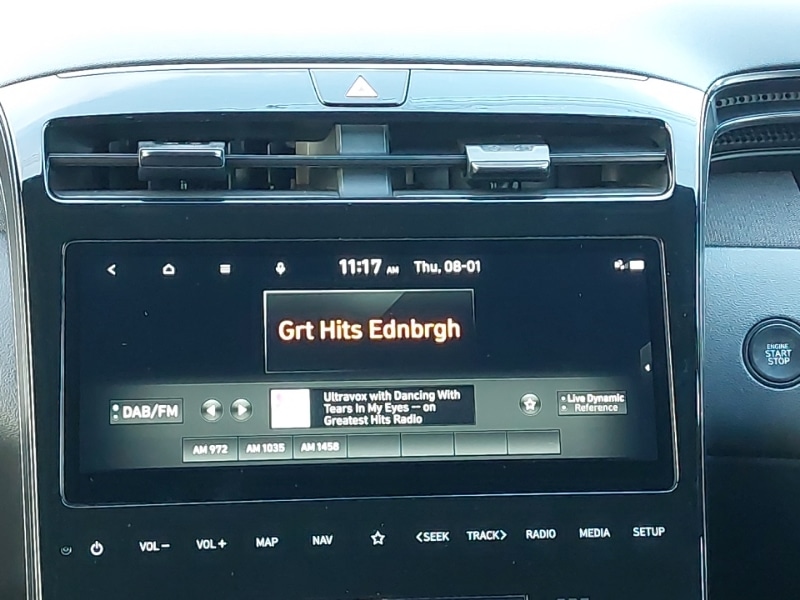 11:17 AM Thu, 08-01
Grt Hits Ednbrgh
DAB/FM
Ultravox with Dancing With
Tears In My Eyes — on
Greatest Hits Radio
Live Dynamic
Reference
AM 972 AM 1035 AM 1458
ENGINE
START
STOP
VOL− VOL+ MAP NAV <SEEK TRACK> RADIO MEDIA SETUP